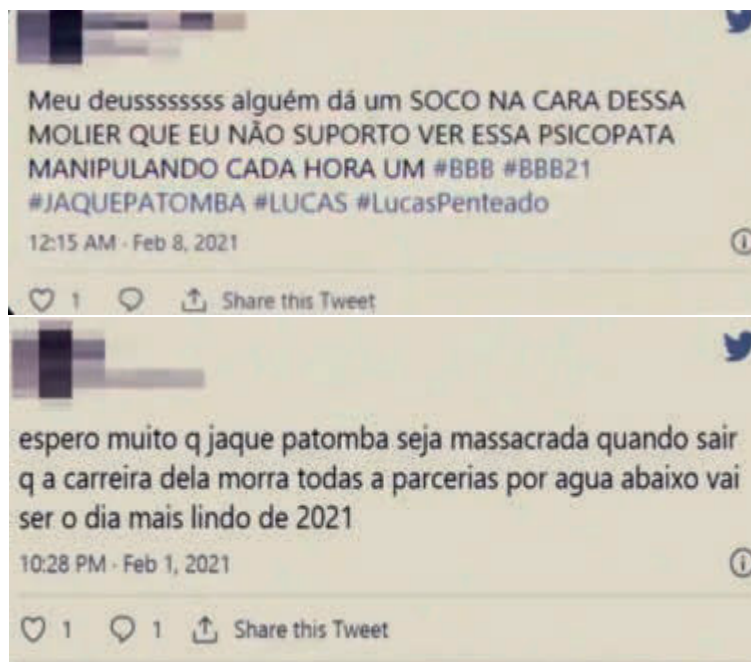 Meu deusssssssss alguém dá um SOCO NA CARA DESSA
MOLIER QUE EU NÃO SUPORTO VER ESSA PSICOPATA
MANIPULANDO CADA HORA UM #BBB #BBB21
#JAQUEPATOMBA #LUCAS #LucasPenteado
12:15 AM · Feb 8, 2021
1 Share this Tweet
espero muito q jaque patomba seja massacrada quando sair
q a carreira dela morra todas a parcerias por agua abaixo vai
ser o dia mais lindo de 2021
10:28 PM · Feb 1, 2021
1 1 Share this Tweet